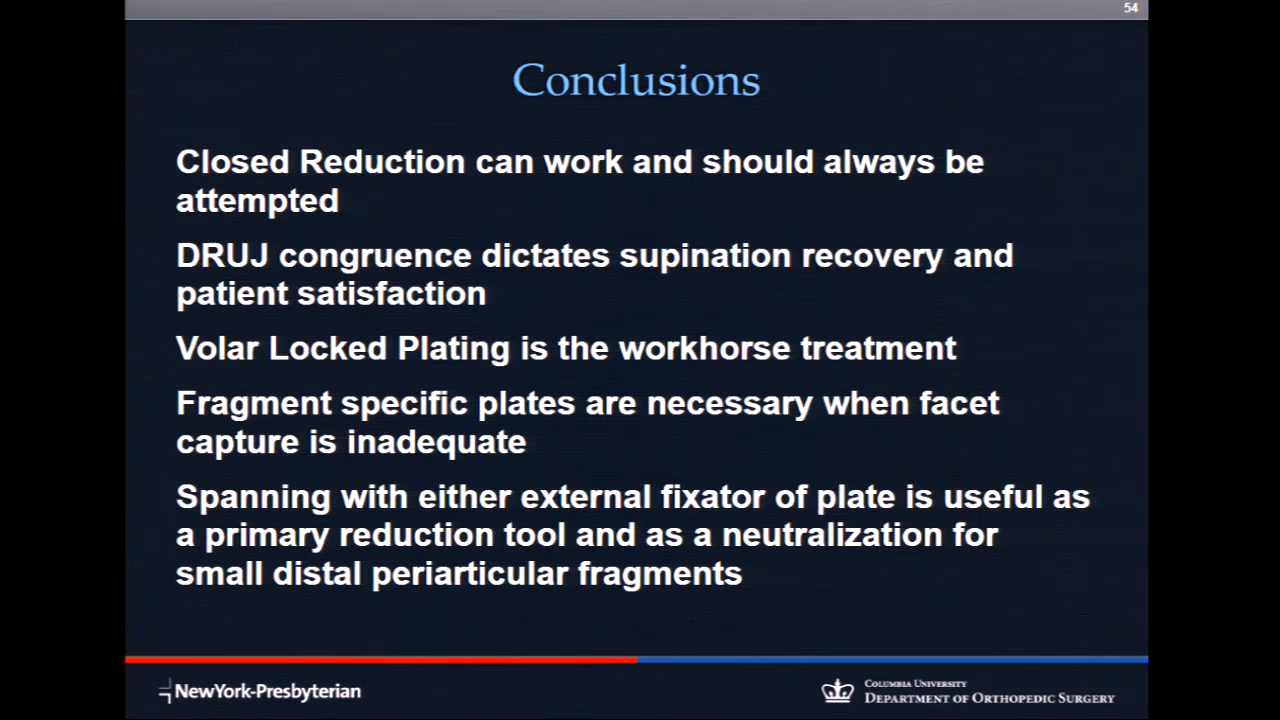 54
Conclusions
Closed Reduction can work and should always be
attempted
DRUJ congruence dictates supination recovery and
patient satisfaction
Volar Locked Plating is the workhorse treatment
Fragment specific plates are necessary when facet
capture is inadequate
Spanning with either external fixator of plate is useful as
a primary reduction tool and as a neutralization for
small distal periarticular fragments
NewYork-Presbyterian
COLUMBIA UNIVERSITY
DEPARTMENT OF ORTHOPEDIC SURGERY